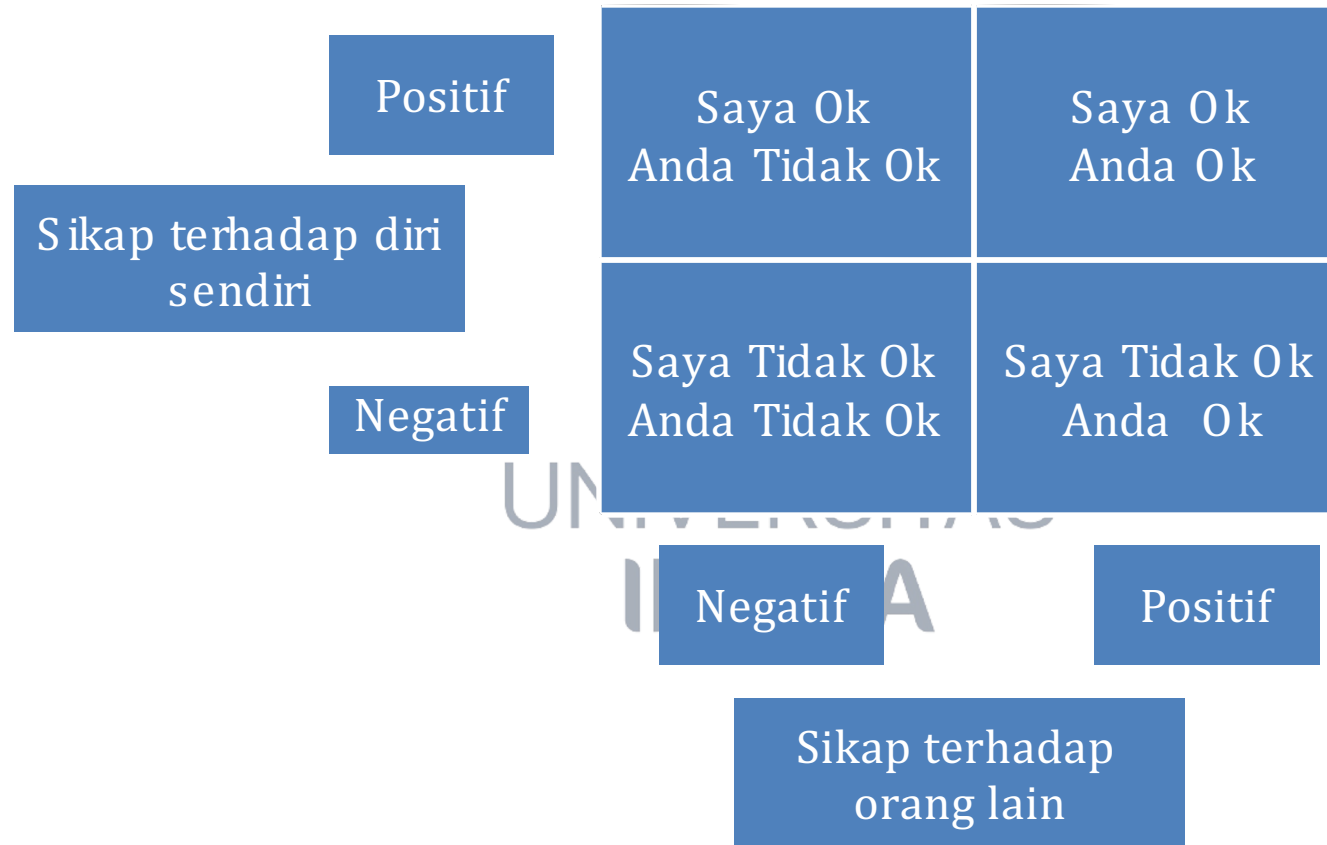 Positif
Saya Ok
Anda Tidak Ok
Saya Ok
Anda Ok
Sikap terhadap diri
sendiri
Negatif
Saya Tidak Ok
Anda Tidak Ok
Saya Tidak Ok
Anda Ok
Negatif
Positif
Sikap terhadap
orang lain